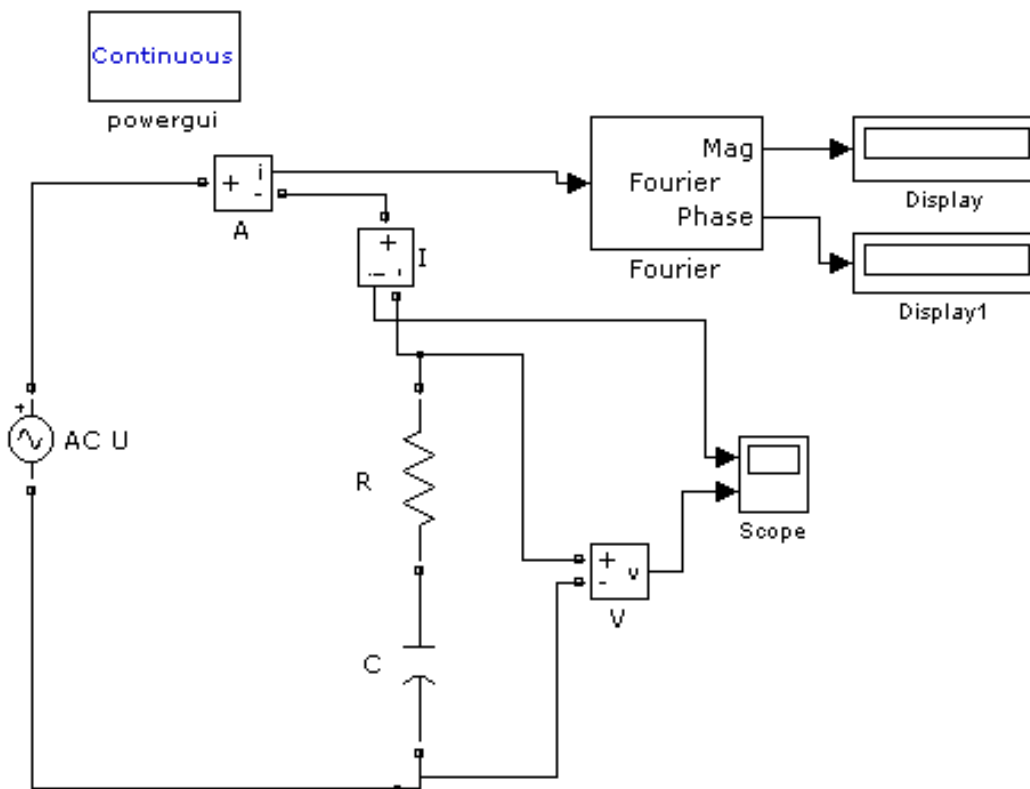 Continuous
powergui
+ i
-
A
Mag
Fourier
Phase
Fourier
Display
Display1
+
i - 
I
+
AC U
R
Scope
+ v
-
V
C